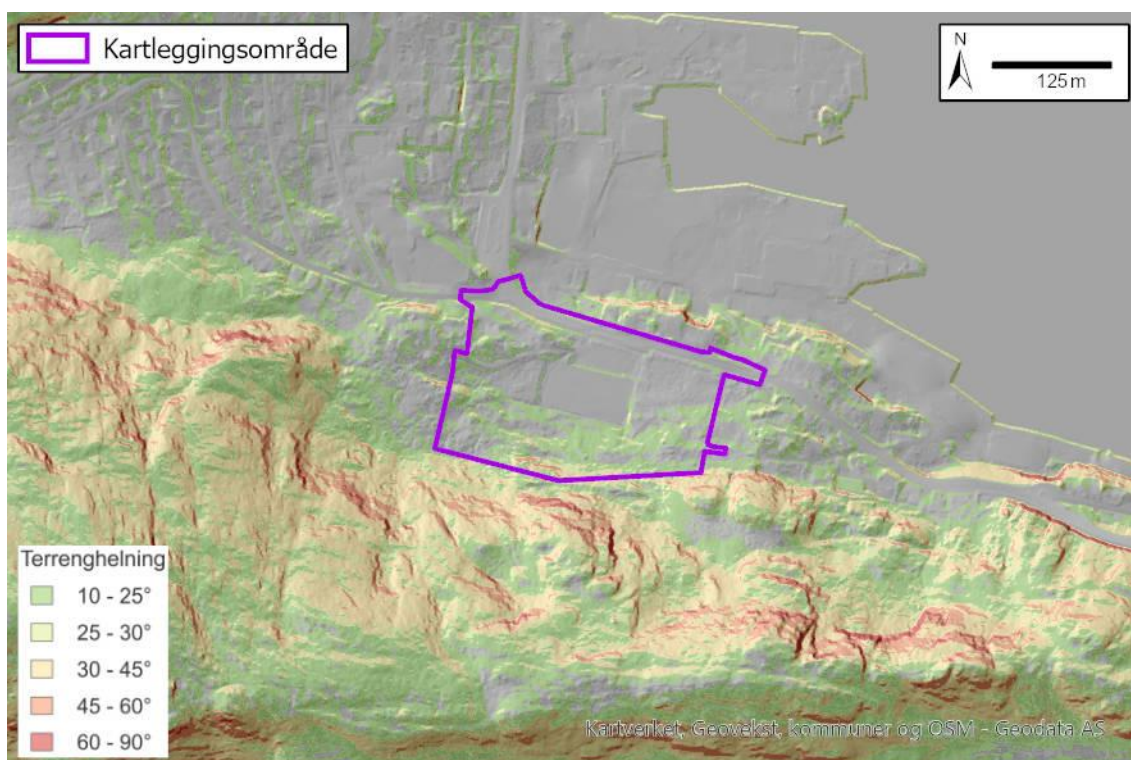 Kartleggingsområde
N
125 m
Terrenghelning
10 - 25°
25 - 30°
30 - 45°
45 - 60°
60 - 90°
Kartverket, Geovekst, kommuner og OSM - Geodata AS